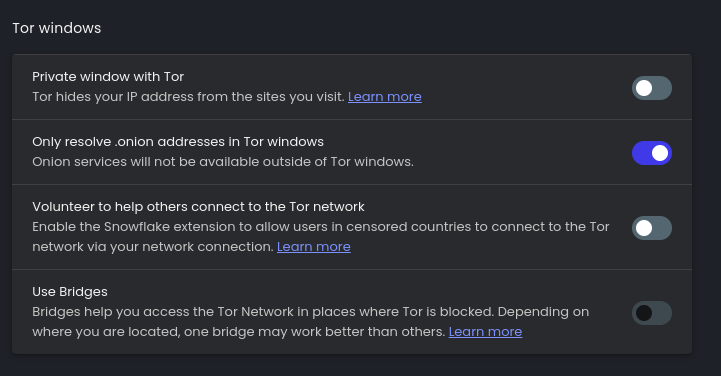 Tor windows
Private window with Tor
Tor hides your IP address from the sites you visit. Learn more
Only resolve .onion addresses in Tor windows
Onion services will not be available outside of Tor windows.
Volunteer to help others connect to the Tor network
Enable the Snowflake extension to allow users in censored countries to connect to the Tor
network via your network connection. Learn more
Use Bridges
Bridges help you access the Tor Network in places where Tor is blocked. Depending on
where you are located, one bridge may work better than others. Learn more